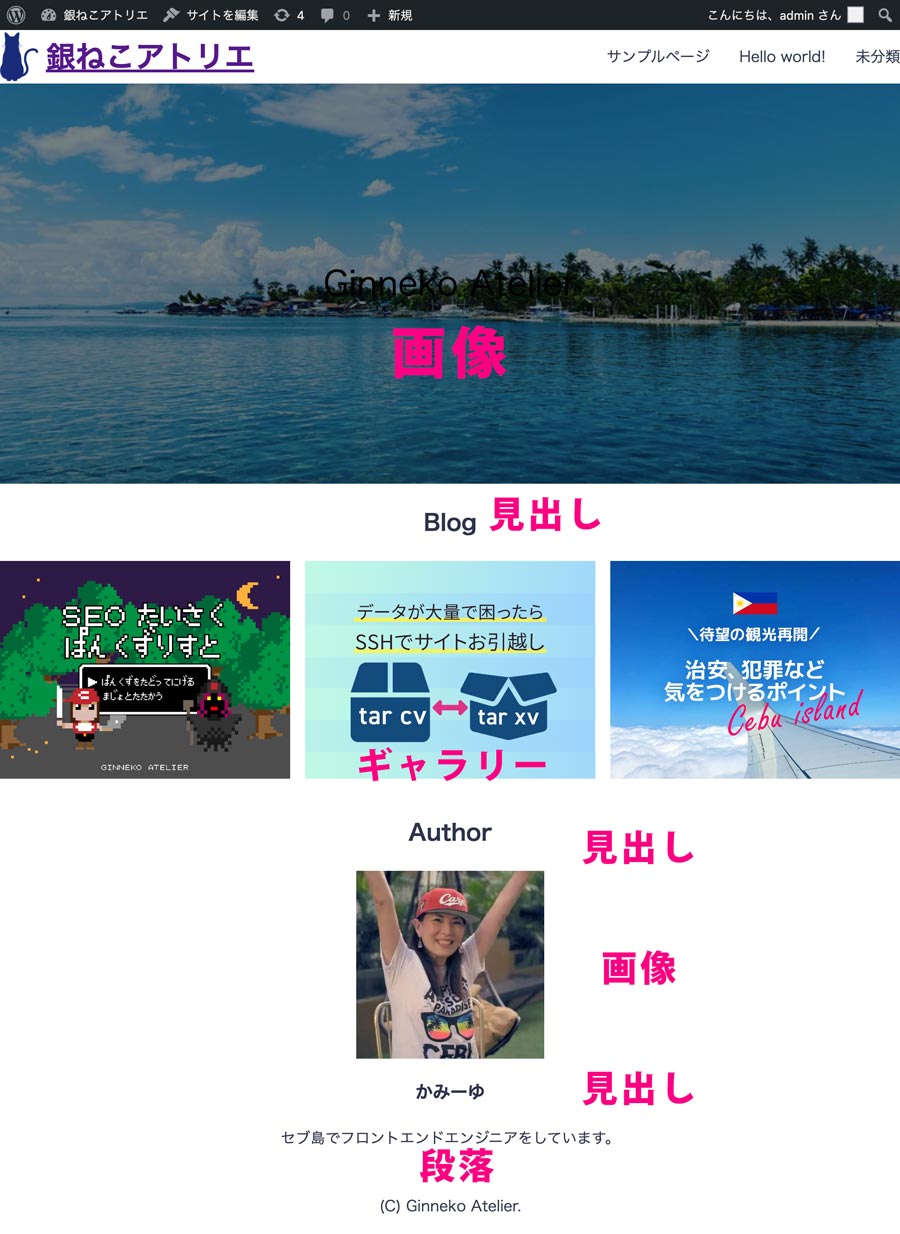 銀ねこアトリエ サイトを編集 4 0 新規 こんにちは、admin さん
銀ねこアトリエ サンプルページ Hello world! 未分類
Ginneko Atelier
画像
Blog 見出し
SEO たいさく
ぱんくずりすと
▶ ぱんくずをたどってにげる
まじょとたたかう
GINNEKO ATELIER
データが大量で困ったら
SSHでサイトお引越し
tar cv tar xv
ギャラリー
\待望の観光再開/
治安、犯罪など
気をつけるポイント
Cebu island
Author
見出し
画像
かみーゆ
見出し
セブ島でフロントエンドエンジニアをしています。
段落
(C) Ginneko Atelier.